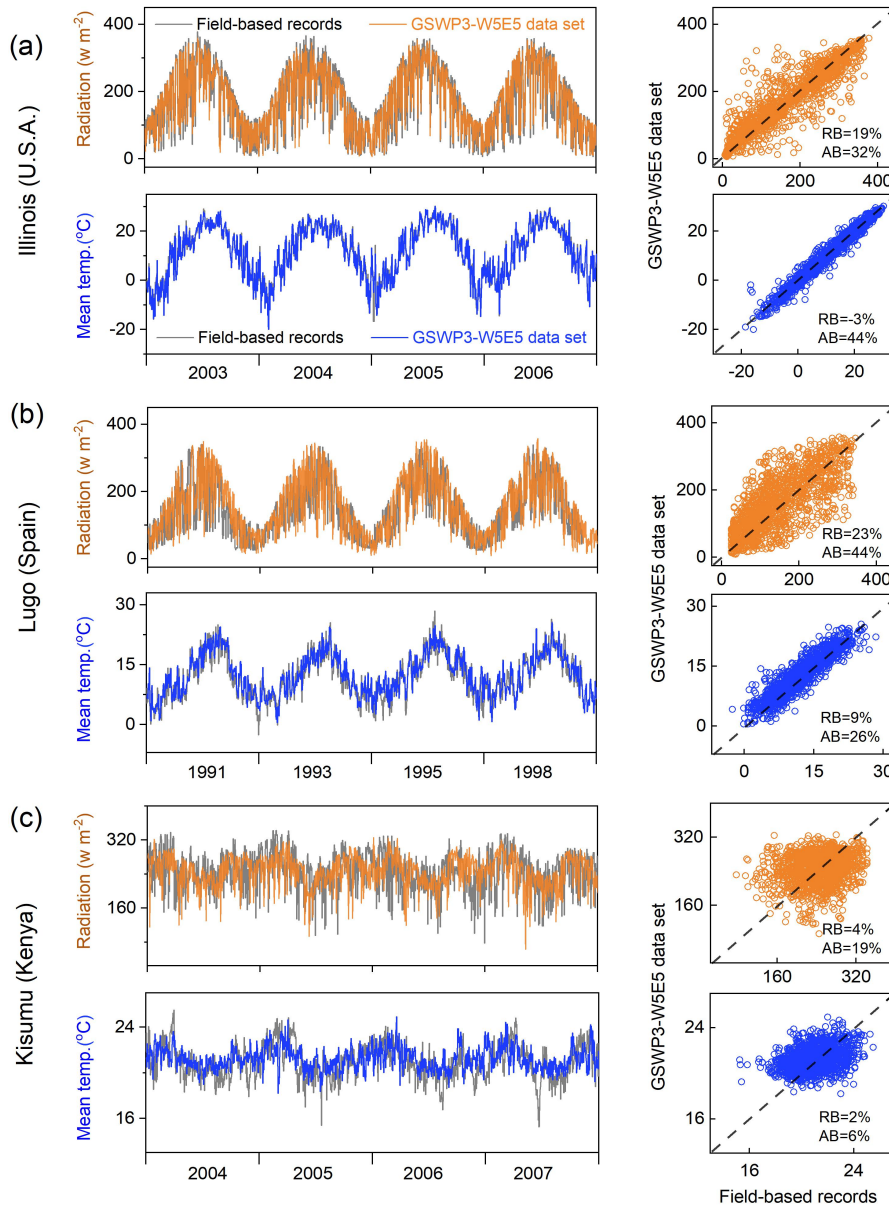 (a)
Illinois (U.S.A.)
Radiation (w m-2)
400
200
0
Field-based records
GSWP3-W5E5 data set
Mean temp.(oC)
20
0
-20
Field-based records
GSWP3-W5E5 data set
2003
2004
2005
2006
GSWP3-W5E5 data set
400
200
0
RB=19%
AB=32%
0
200
400
20
0
-20
RB=-3%
AB=44%
-20
0
20
(b)
Lugo (Spain)
Radiation (w m-2)
400
200
0
Mean temp.(oC)
30
15
0
1991
1993
1995
1998
GSWP3-W5E5 data set
400
200
0
RB=23%
AB=44%
0
200
400
30
15
0
RB=9%
AB=26%
0
15
30
(c)
Kisumu (Kenya)
Radiation (w m-2)
320
160
Mean temp.(oC)
24
16
2004
2005
2006
2007
GSWP3-W5E5 data set
320
160
RB=4%
AB=19%
160
320
24
16
RB=2%
AB=6%
16
24
Field-based records